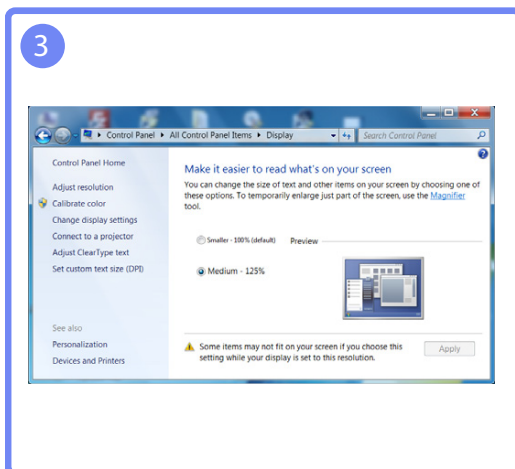 3
Control Panel ▸ All Control Panel Items ▸ Display
Search Control Panel
Control Panel Home
Adjust resolution
Calibrate color
Change display settings
Connect to a projector
Adjust ClearType text
Set custom text size (DPI)
See also
Personalization
Devices and Printers
Make it easier to read what's on your screen
You can change the size of text and other items on your screen by choosing one of
these options. To temporarily enlarge just part of the screen, use the Magnifier
tool.
Smaller - 100% (default)
Preview
Medium - 125%
Some items may not fit on your screen if you choose this
setting while your display is set to this resolution.
Apply